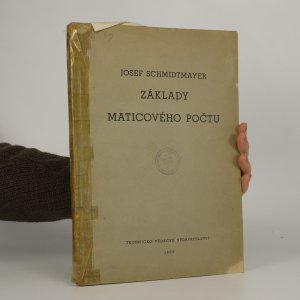 JOSEF SCHMIDTMAYER
ZÁKLADY
MATICOVÉHO POČTU
TECHNICKO-VĚDECKÉ VYDAVATELSTVÍ